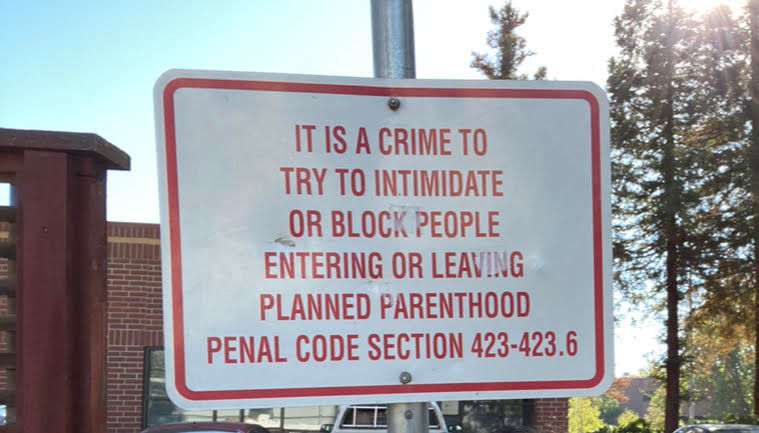 IT IS A CRIME TO
TRY TO INTIMIDATE
OR BLOCK PEOPLE
ENTERING OR LEAVING
PLANNED PARENTHOOD
PENAL CODE SECTION 423-423.6